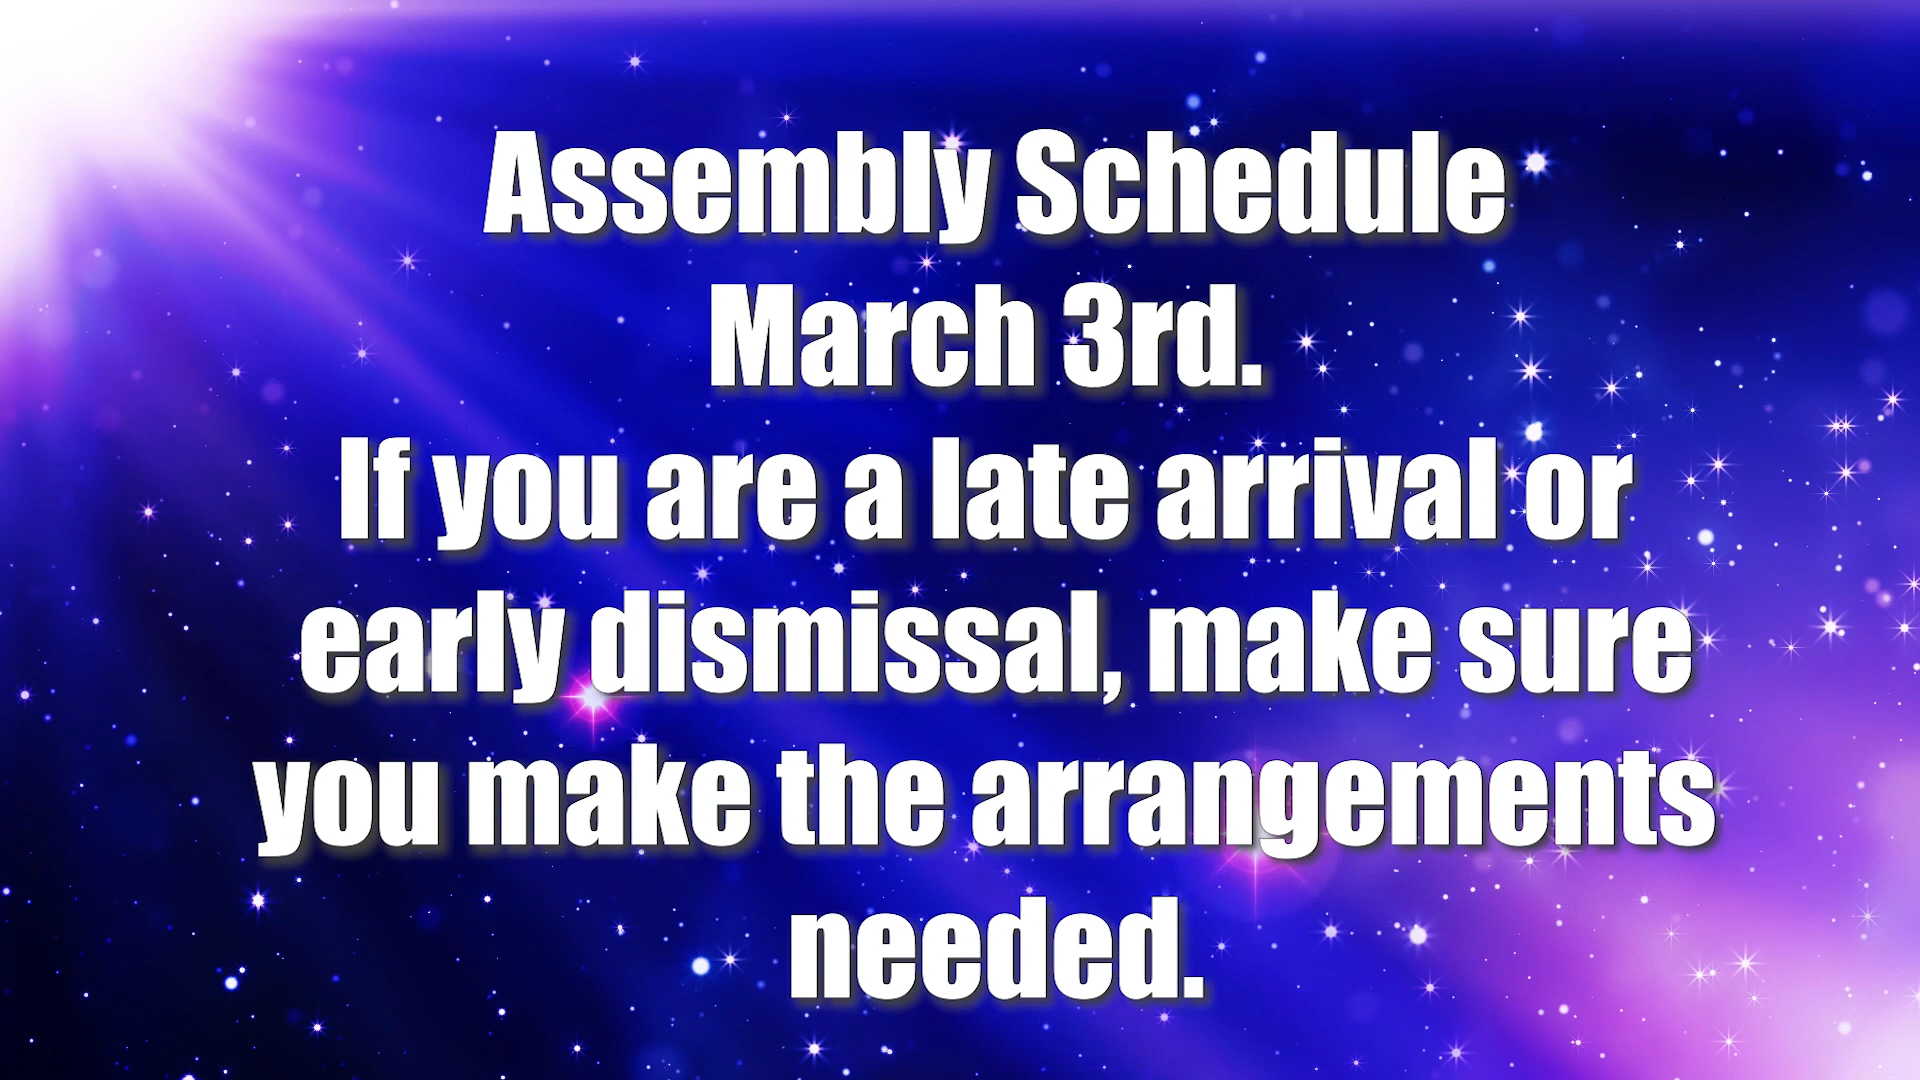 Assembly Schedule
March 3rd.
If you are a late arrival or
early dismissal, make sure
you make the arrangements
needed.